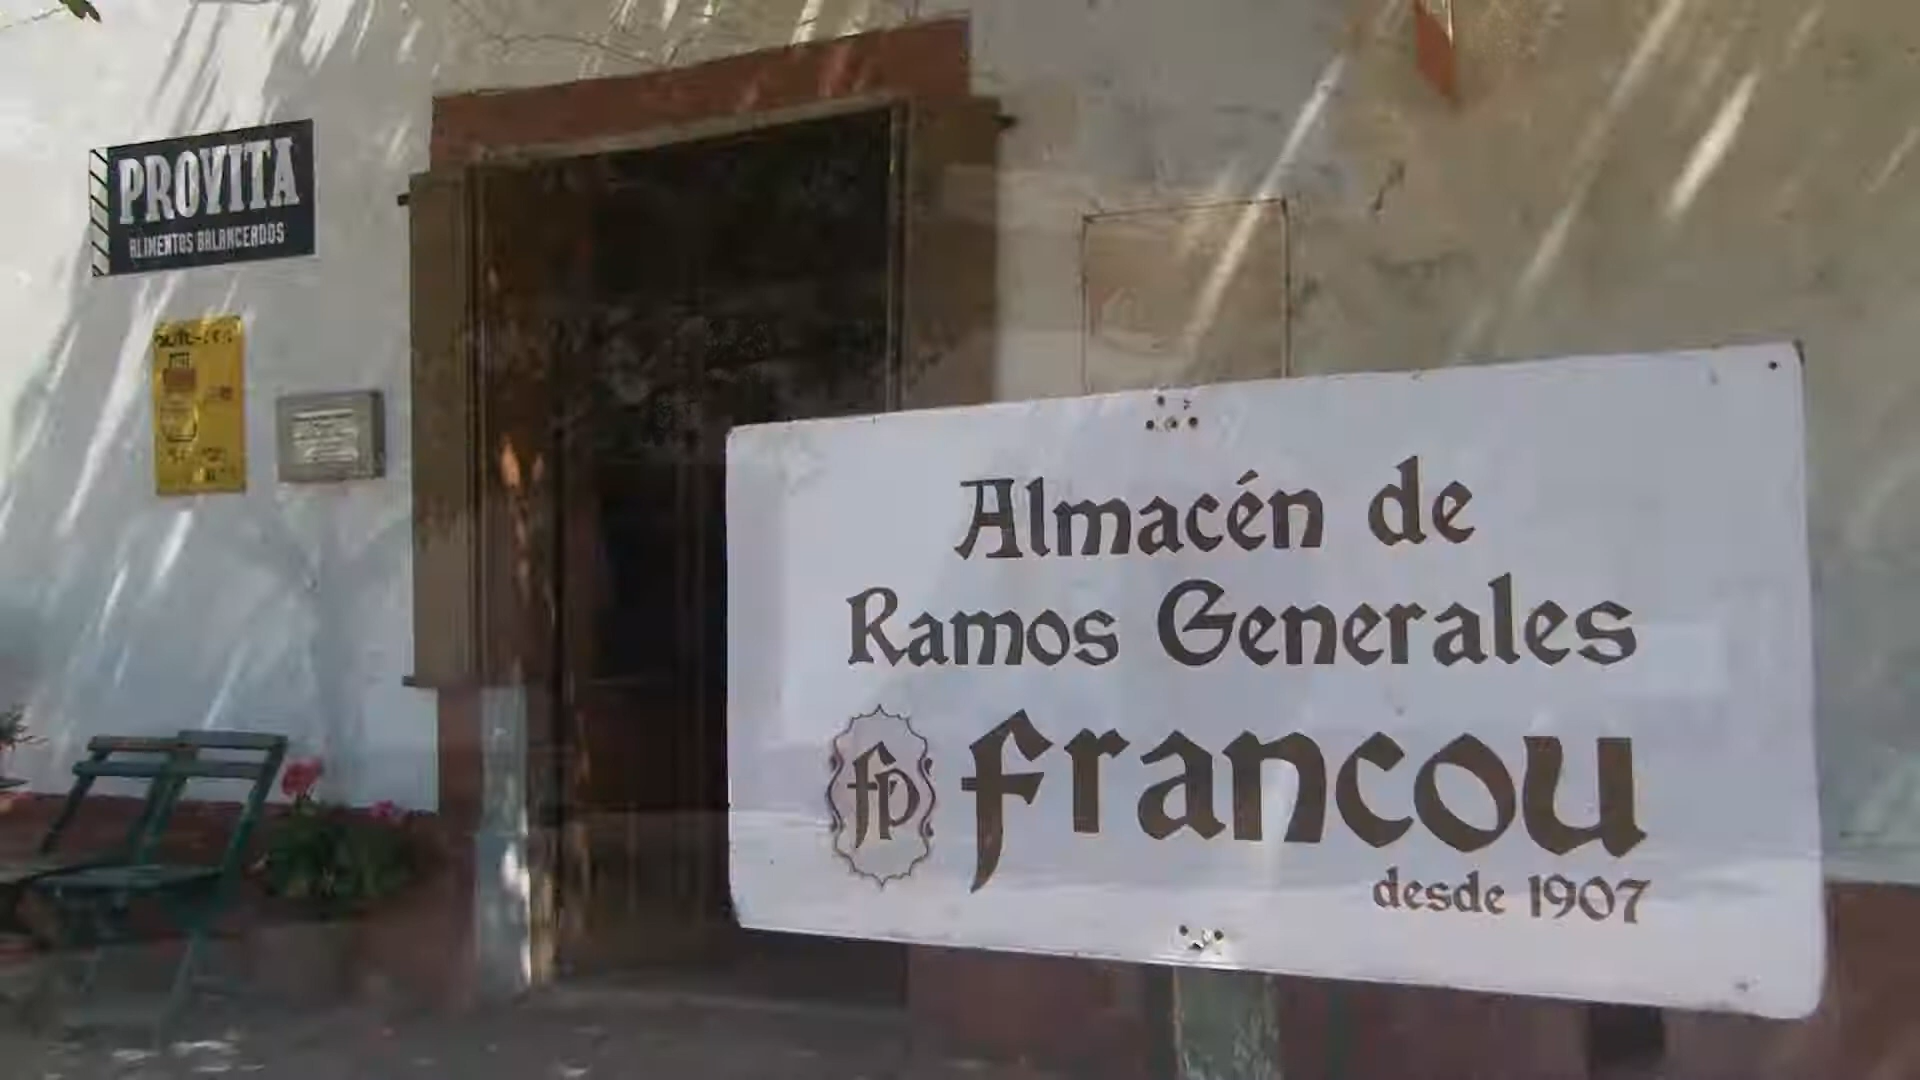 PROVITA
ALIMENTOS BALANCEADOS
Almacén de
Ramos Generales
fp
francou
desde 1907